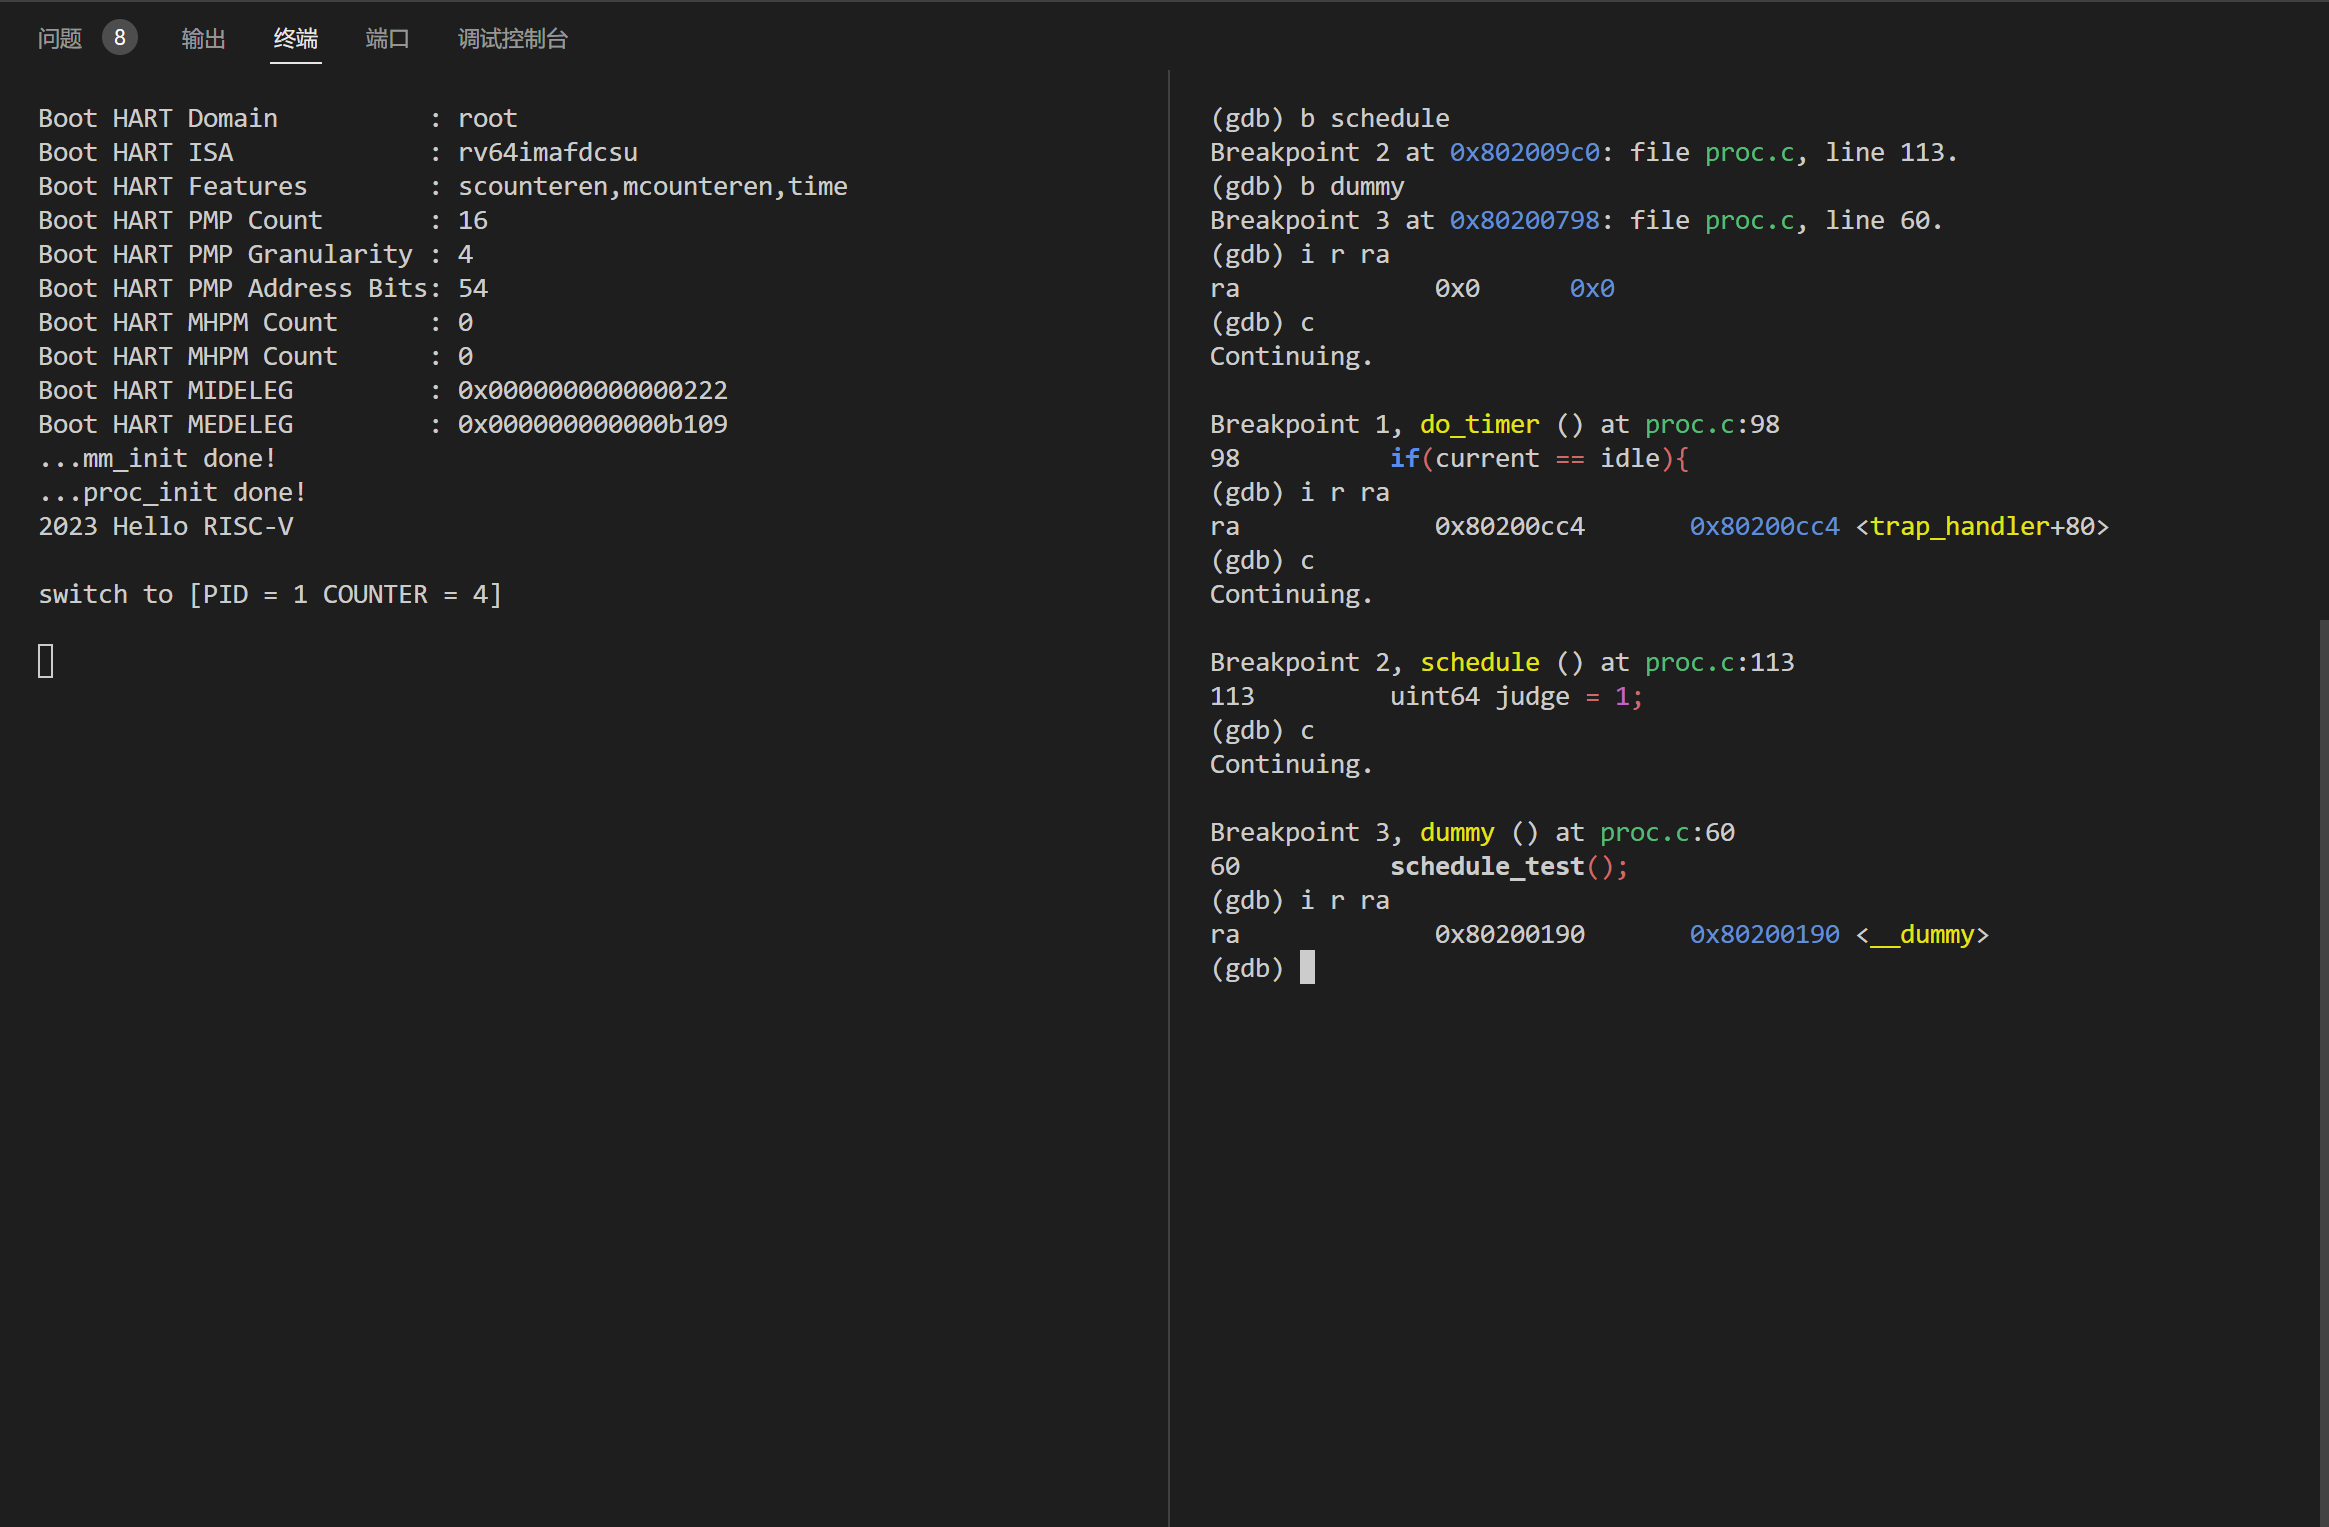 问题 8 输出 终端 端口 调试控制台
Boot HART Domain : root
Boot HART ISA : rv64imafdcsu
Boot HART Features : scounteren,mcounteren,time
Boot HART PMP Count : 16
Boot HART PMP Granularity : 4
Boot HART PMP Address Bits: 54
Boot HART MHPM Count : 0
Boot HART MHPM Count : 0
Boot HART MIDELEG : 0x0000000000000222
Boot HART MEDELEG : 0x000000000000b109
...mm_init done!
...proc_init done!
2023 Hello RISC-V
switch to [PID = 1 COUNTER = 4]
(gdb) b schedule
Breakpoint 2 at 0x802009c0: file proc.c, line 113.
(gdb) b dummy
Breakpoint 3 at 0x80200798: file proc.c, line 60.
(gdb) i r ra
ra 0x0 0x0
(gdb) c
Continuing.
Breakpoint 1, do_timer () at proc.c:98
98 if(current == idle){
(gdb) i r ra
ra 0x80200cc4 0x80200cc4 <trap_handler+80>
(gdb) c
Continuing.
Breakpoint 2, schedule () at proc.c:113
113 uint64 judge = 1;
(gdb) c
Continuing.
Breakpoint 3, dummy () at proc.c:60
60 schedule_test();
(gdb) i r ra
ra 0x80200190 0x80200190 <__dummy>
(gdb)